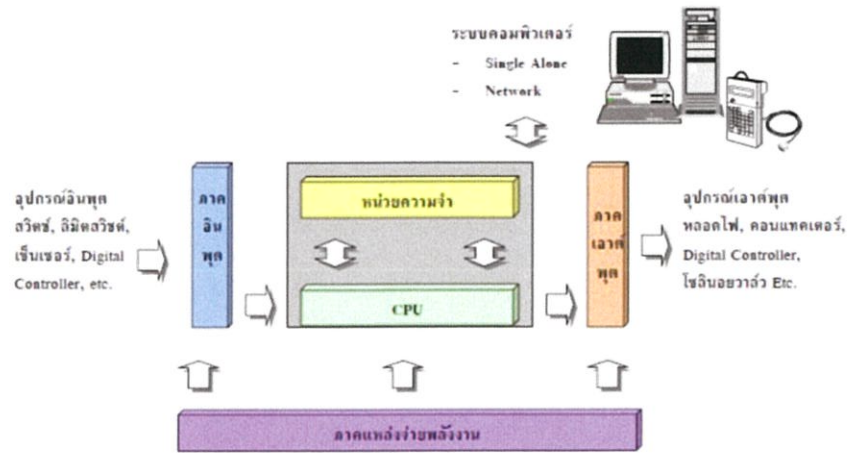 ระบบคอมพิวเตอร์
- Single Alone
- Network
อุปกรณ์อินพุต
สวิตช์, ลิมิตสวิชต์,
เซ็นเซอร์, Digital
Controller, etc.
ภาค
อิน
พุต
หน่วยความจำ
CPU
ภาค
เอาต์
พุต
อุปกรณ์เอาต์พุต
หลอดไฟ, คอนแทคเตอร์,
Digital Controller,
โซลินอยวาล์ว Etc.
ภาคแหล่งจ่ายพลังงาน